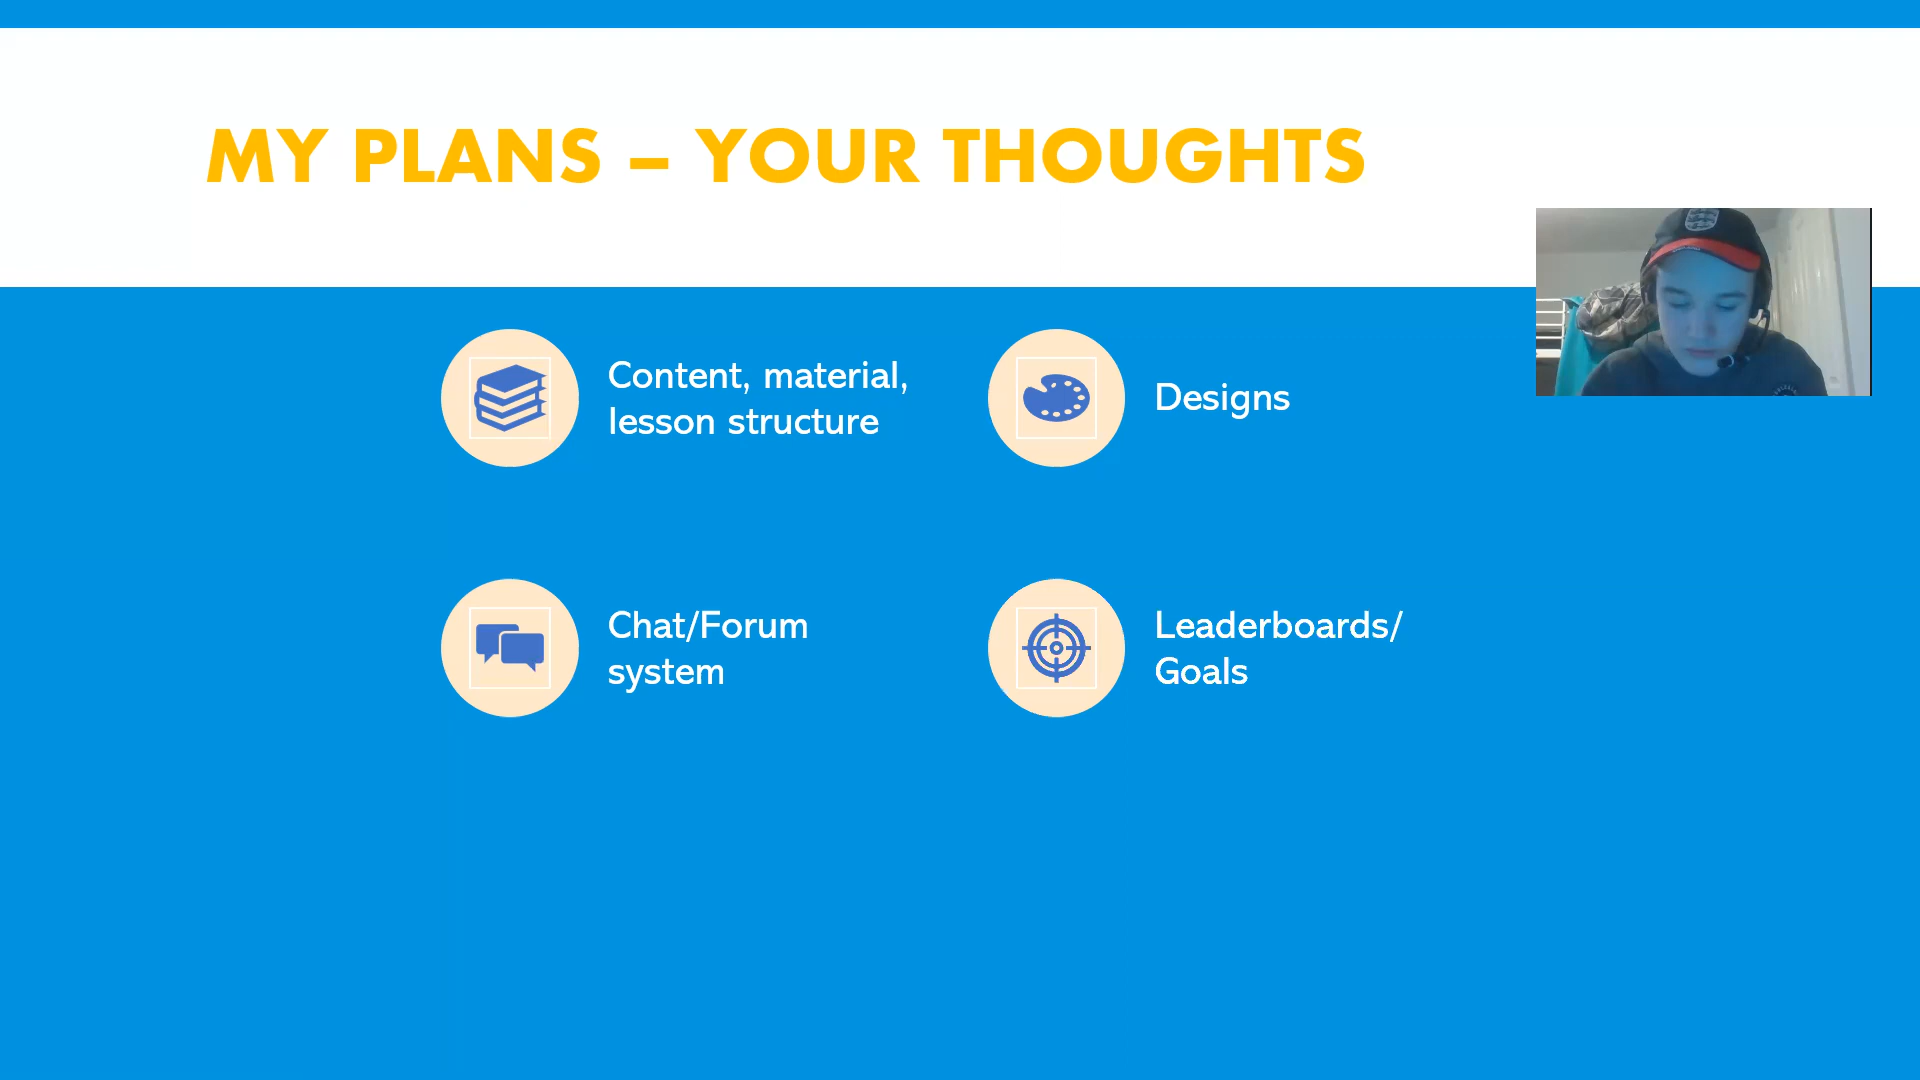 MY PLANS – YOUR THOUGHTS
Content, material,
lesson structure
Designs
Chat/Forum
system
Leaderboards/
Goals